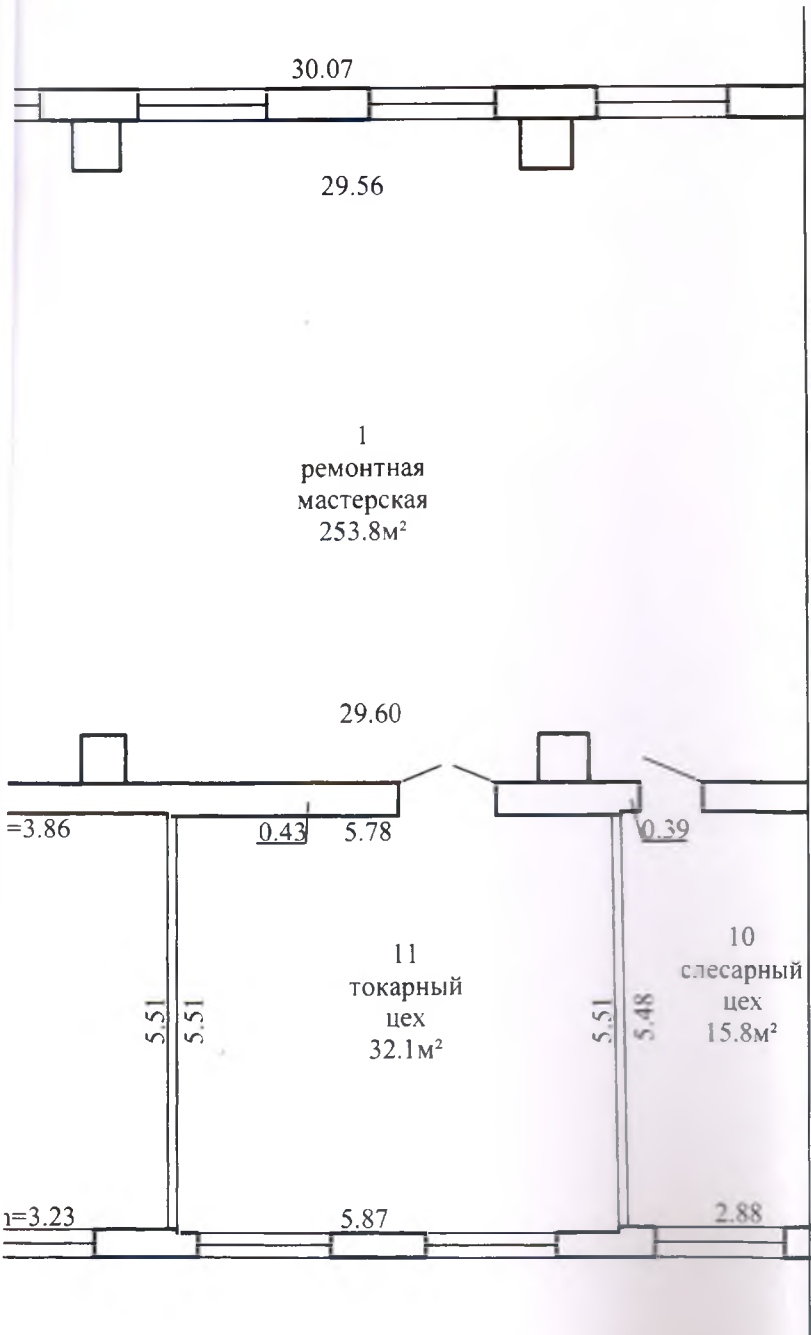 30.07
29.56
1
ремонтная
мастерская
253.8м²
29.60
=3.86
0.43
5.78
0.39
11
токарный
цех
32.1м²
10
слесарный
цех
15.8м²
5.51
5.51
5.51
5.48
=3.23
5.87
2.88